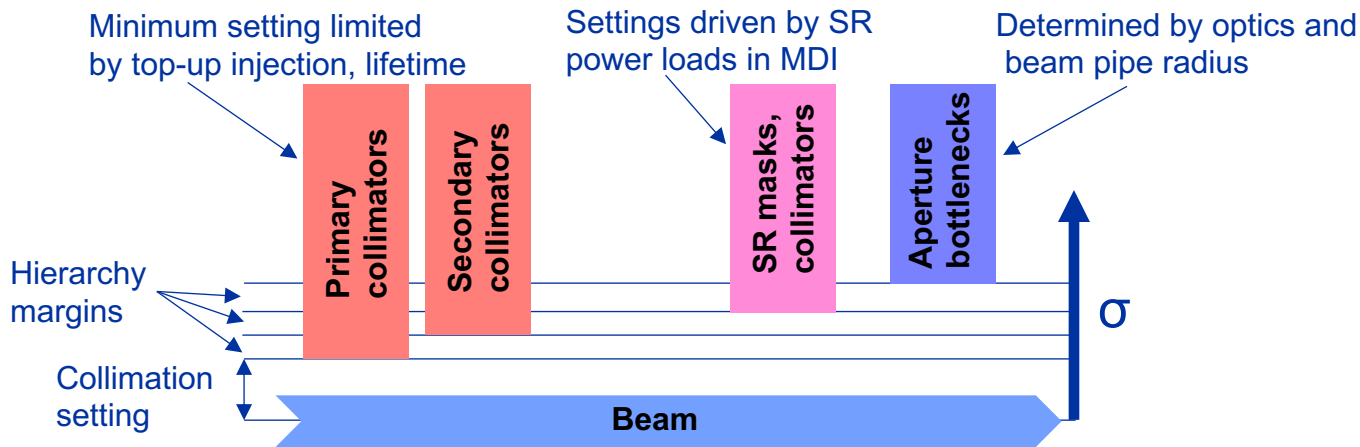 Minimum setting limited
by top-up injection, lifetime
Settings driven by SR
power loads in MDI
Determined by optics and
beam pipe radius
Primary
collimators
Secondary
collimators
SR masks,
collimators
Aperture
bottlenecks
Hierarchy
margins
σ
Collimation
setting
Beam